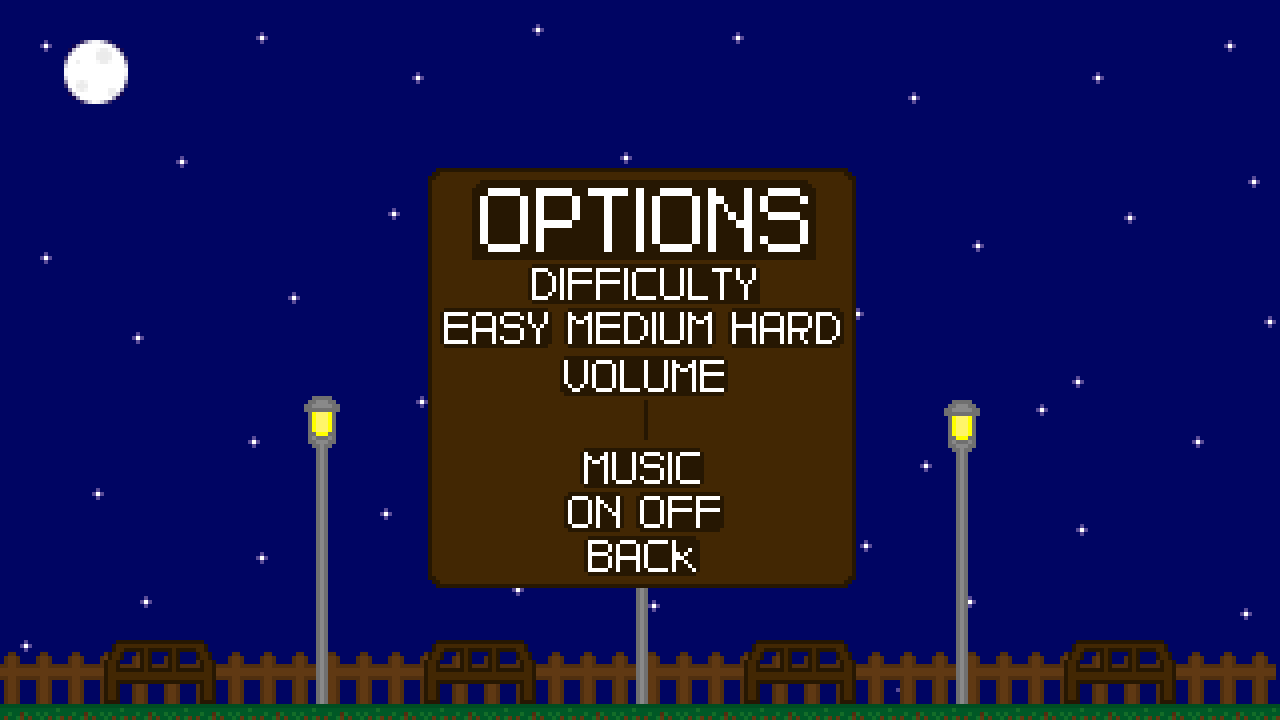 OPTIONS
DIFFICULTY
EASY MEDIUM HARD
VOLUME
MUSIC
ON OFF
BACK